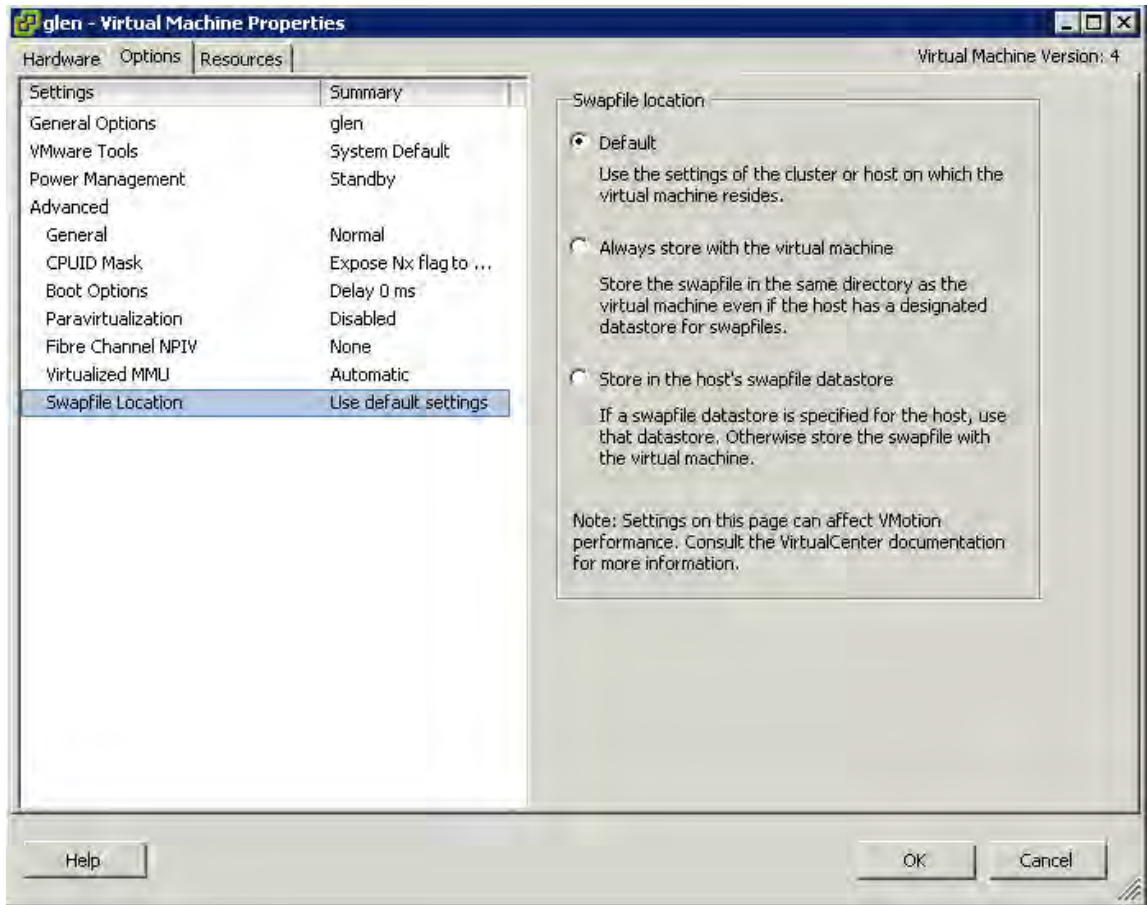 glen - Virtual Machine Properties
Hardware Options Resources Virtual Machine Version: 4
Settings Summary
General Options glen
VMware Tools System Default
Power Management Standby
Advanced
General Normal
CPUID Mask Expose Nx flag to ...
Boot Options Delay 0 ms
Paravirtualization Disabled
Fibre Channel NPIV None
Virtualized MMU Automatic
Swapfile Location Use default settings
Swapfile location
Default
Use the settings of the cluster or host on which the
virtual machine resides.
Always store with the virtual machine
Store the swapfile in the same directory as the
virtual machine even if the host has a designated
datastore for swapfiles.
Store in the host's swapfile datastore
If a swapfile datastore is specified for the host, use
that datastore. Otherwise store the swapfile with
the virtual machine.
Note: Settings on this page can affect VMotion
performance. Consult the VirtualCenter documentation
for more information.
Help OK Cancel